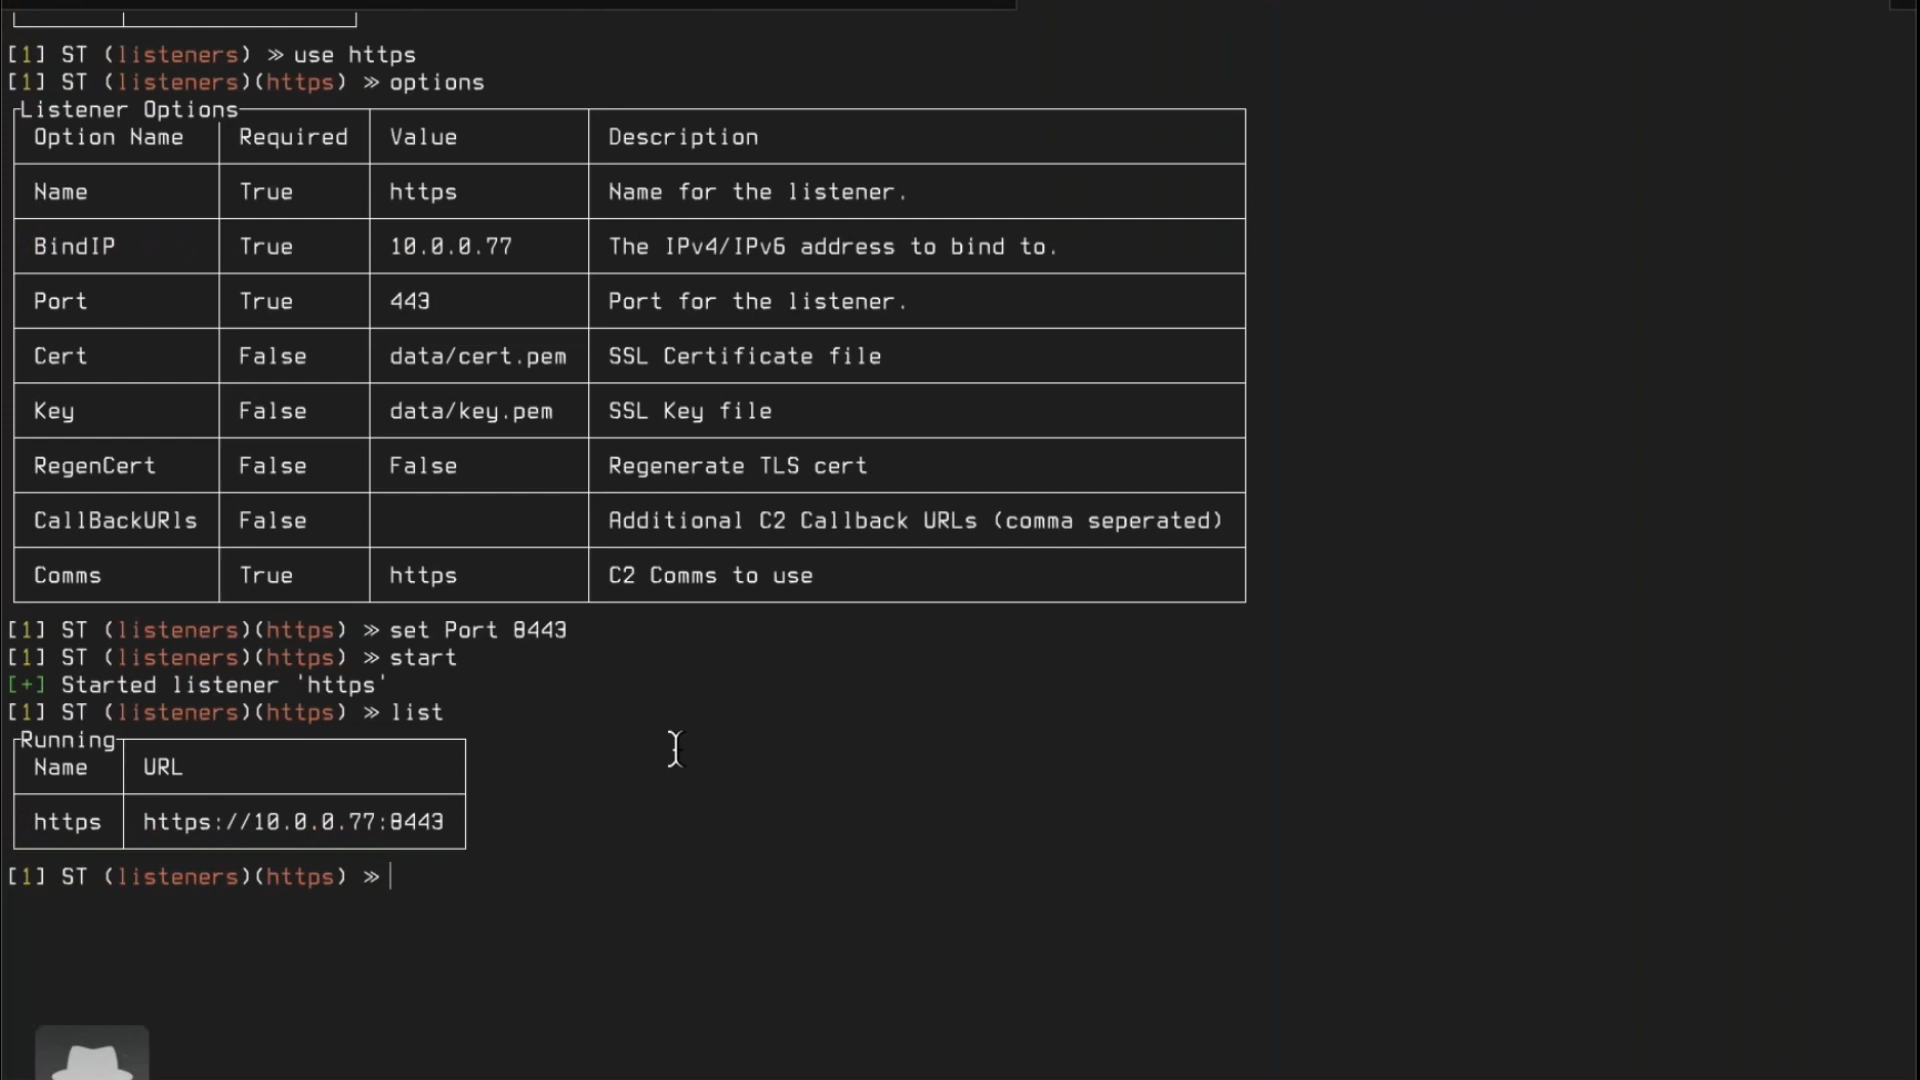 [1] ST (listeners) ≫ use https
[1] ST (listeners)(https) ≫ options
Listener Options
Option Name Required Value Description
Name True https Name for the listener.
BindIP True 10.0.0.77 The IPv4/IPv6 address to bind to.
Port True 443 Port for the listener.
Cert False data/cert.pem SSL Certificate file
Key False data/key.pem SSL Key file
RegenCert False False Regenerate TLS cert
CallBackURls False Additional C2 Callback URLs (comma seperated)
Comms True https C2 Comms to use
[1] ST (listeners)(https) ≫ set Port 8443
[1] ST (listeners)(https) ≫ start
[+] Started listener 'https'
[1] ST (listeners)(https) ≫ list
Running
Name URL
https https://10.0.0.77:8443
[1] ST (listeners)(https) ≫